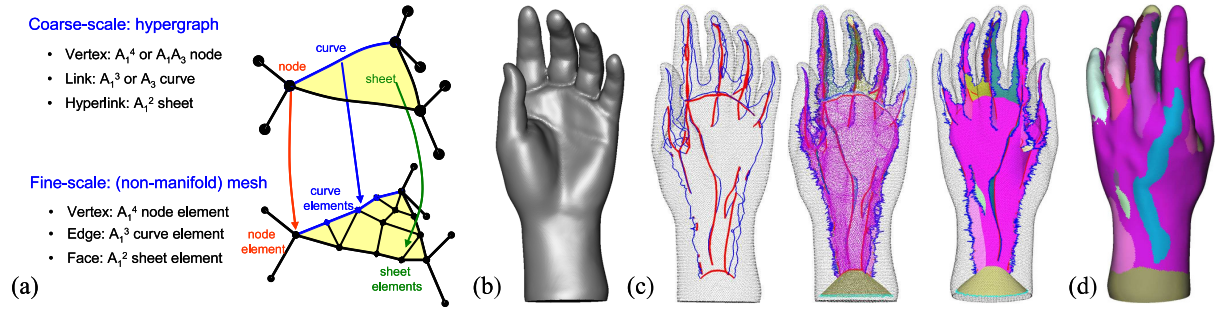 Coarse-scale: hypergraph
• Vertex: A₁⁴ or A₁A₃ node
• Link: A₁³ or A₃ curve
• Hyperlink: A₁² sheet
node
curve
sheet
Fine-scale: (non-manifold) mesh
• Vertex: A₁⁴ node element
• Edge: A₁³ curve element
• Face: A₁² sheet element
curve
elements
node
element
sheet
elements
(a)
(b)
(c)
(d)